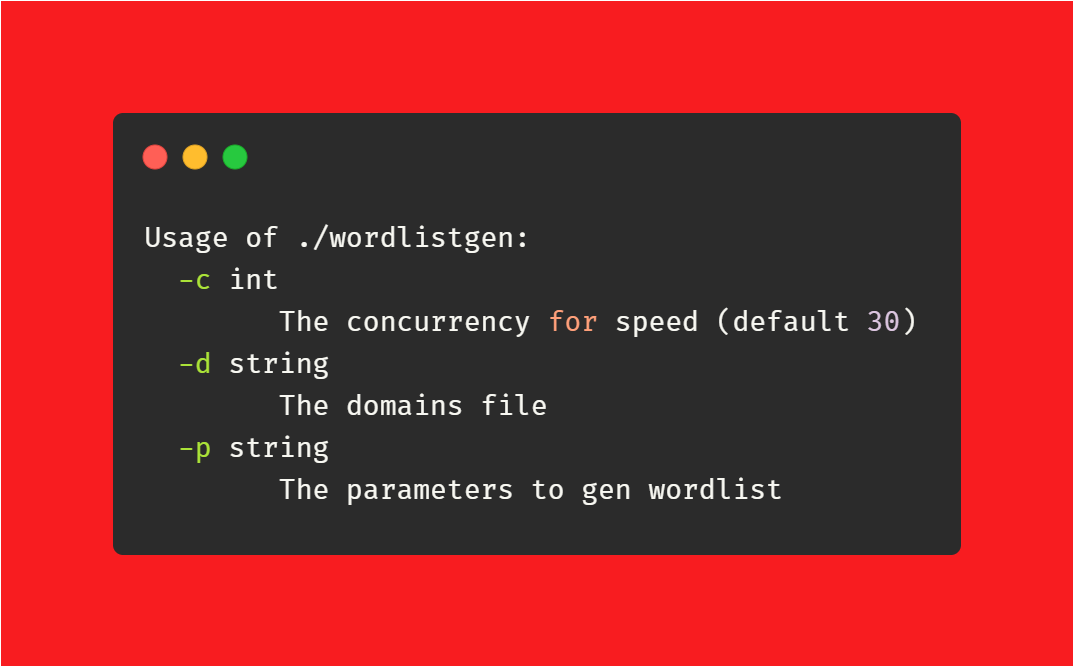 Usage of ./wordlistgen:
-c int
The concurrency for speed (default 30)
-d string
The domains file
-p string
The parameters to gen wordlist